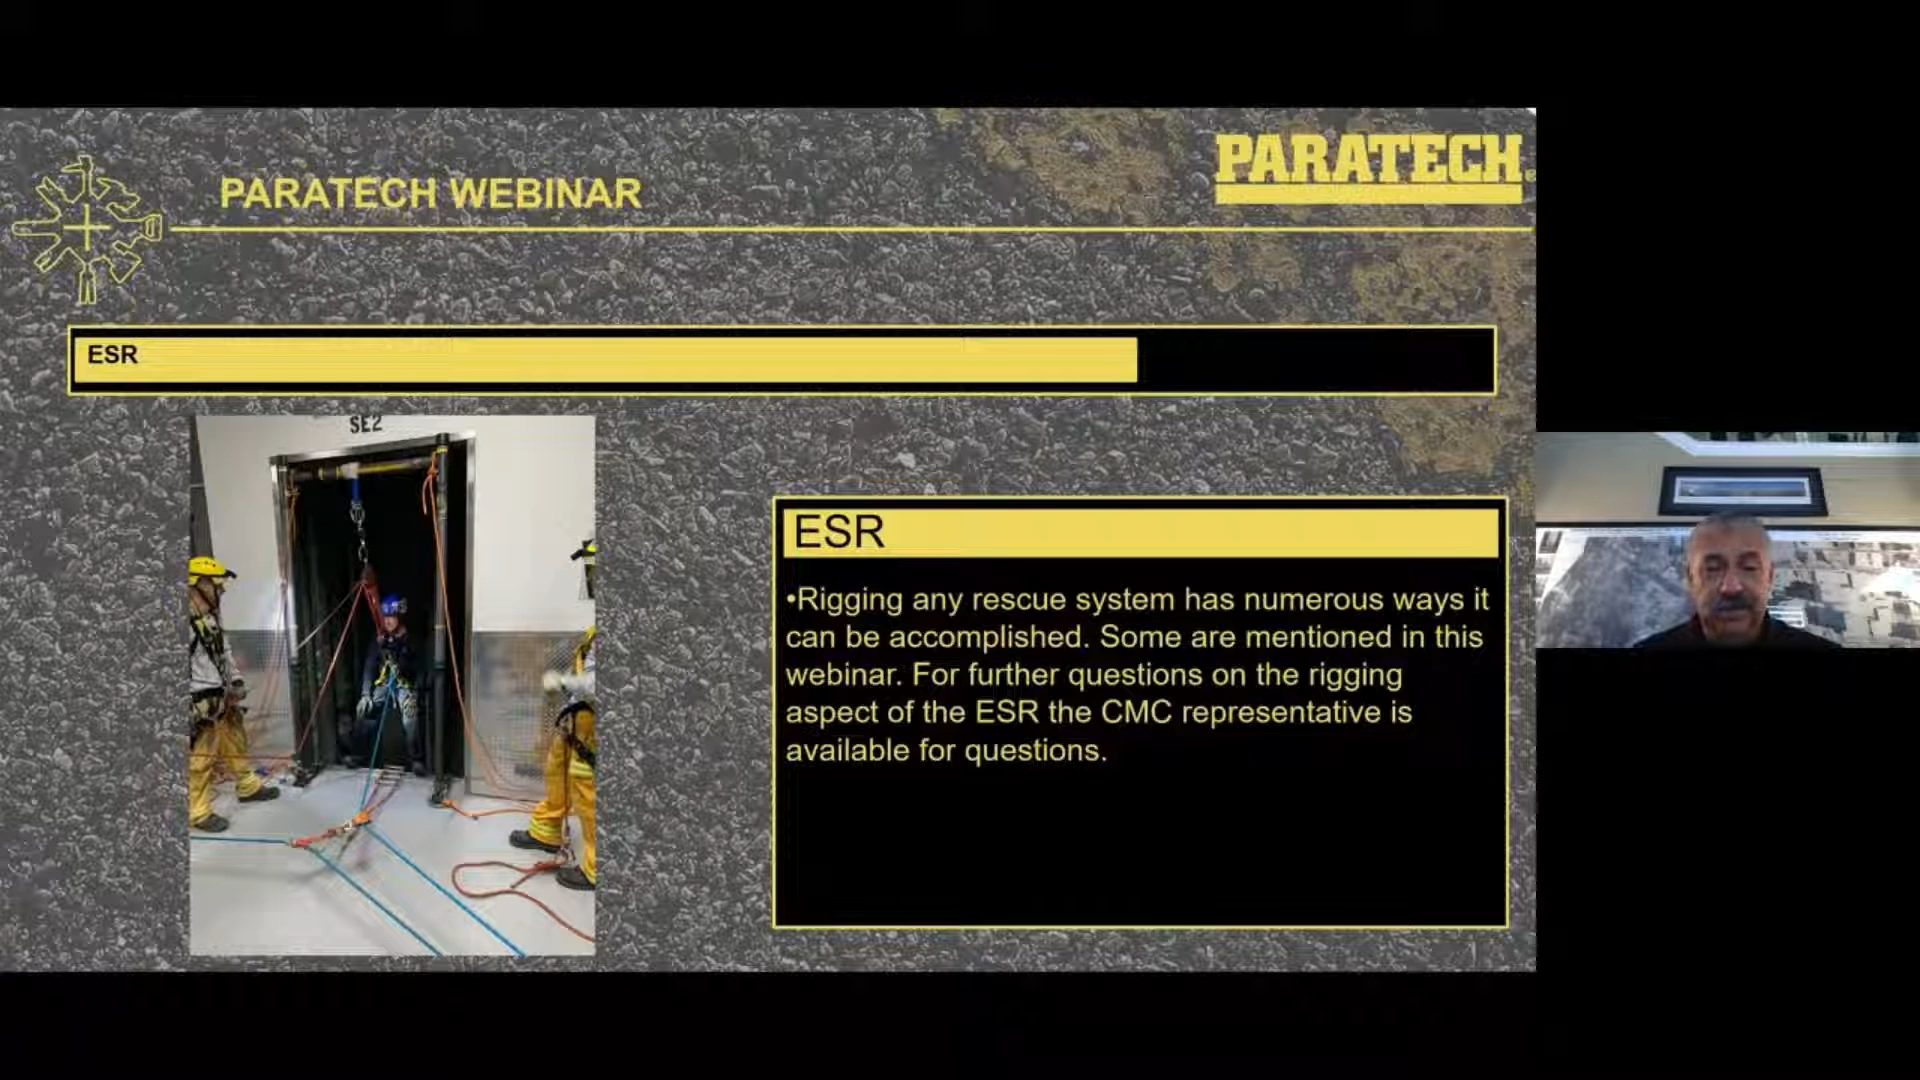 PARATECH
PARATECH WEBINAR
ESR
SE2
ESR
•Rigging any rescue system has numerous ways it
can be accomplished. Some are mentioned in this
webinar. For further questions on the rigging
aspect of the ESR the CMC representative is
available for questions.